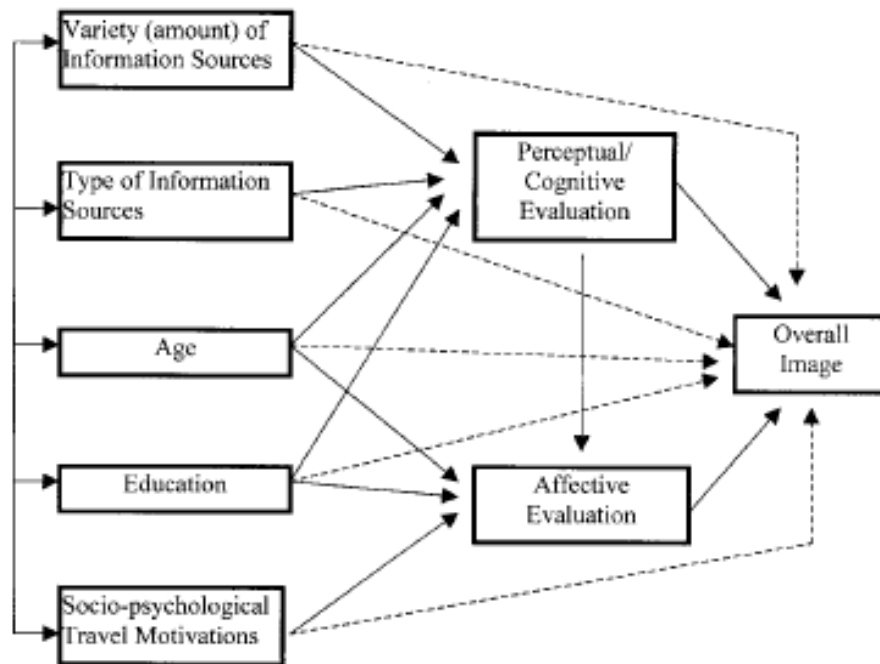 Variety (amount) of
Information Sources
Type of Information
Sources
Age
Education
Socio-psychological
Travel Motivations
Perceptual/
Cognitive
Evaluation
Affective
Evaluation
Overall
Image